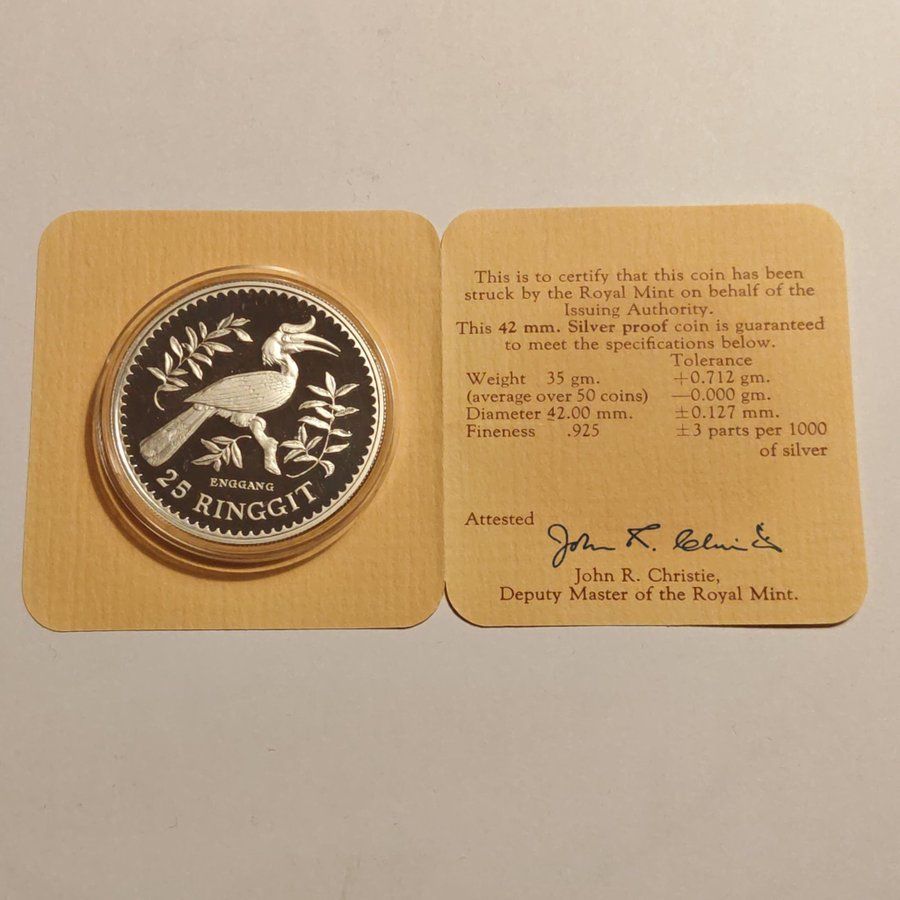 ENGGANG
25 RINGGIT
This is to certify that this coin has been
struck by the Royal Mint on behalf of the
Issuing Authority.
This 42 mm. Silver proof coin is guaranteed
to meet the specifications below.
Tolerance
Weight 35 gm. +0.712 gm.
(average over 50 coins) —0.000 gm.
Diameter 42.00 mm. ±0.127 mm.
Fineness .925 ±3 parts per 1000
of silver
Attested John R. Christie
John R. Christie,
Deputy Master of the Royal Mint.